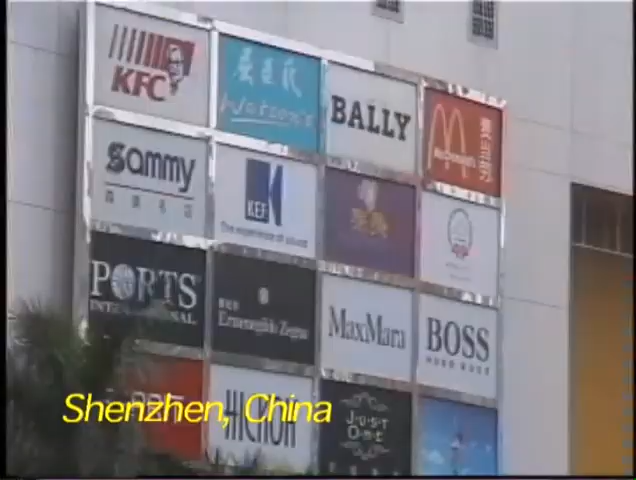 KFC
屈臣氏
Watson's
BALLY
McDonald's
麦当劳
Sammy
KEF
The experience of sound
PORTS
INTERNATIONAL
Ermenegildo Zegna
MaxMara
BOSS
HUGO BOSS
JUST
ONE
Shenzhen, China